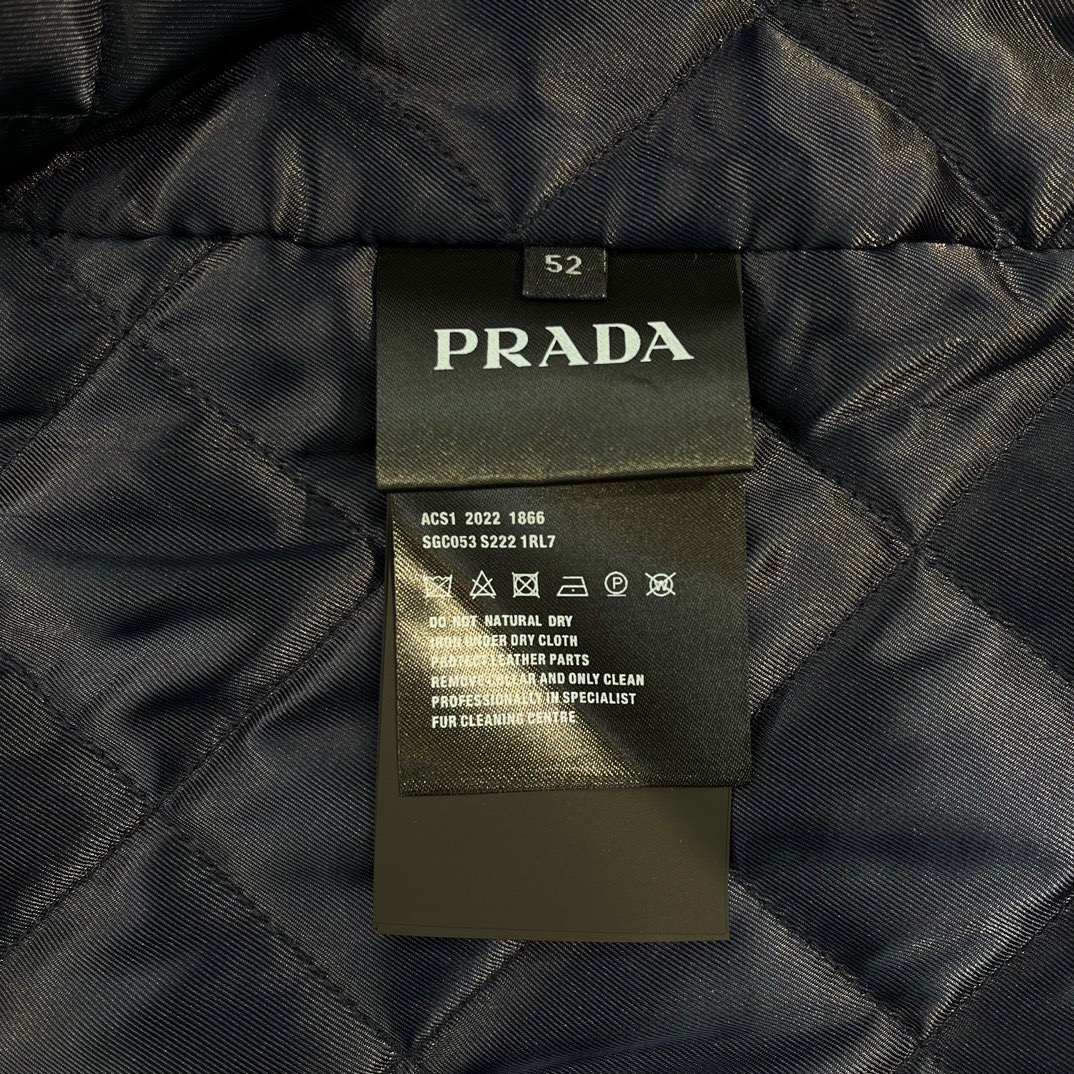 52
PRADA
ACS1 2022 1866
SGC053 S222 1RL7
P W
DO NOT NATURAL DRY
IRON UNDER DRY CLOTH
PROTECT LEATHER PARTS
REMOVE COLLAR AND ONLY CLEAN
PROFESSIONALLY IN SPECIALIST
FUR CLEANING CENTRE